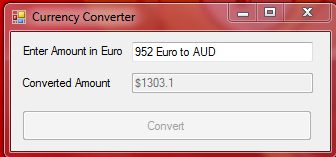 Currency Converter
Enter Amount in Euro 952 Euro to AUD
Converted Amount $1303.1
Convert